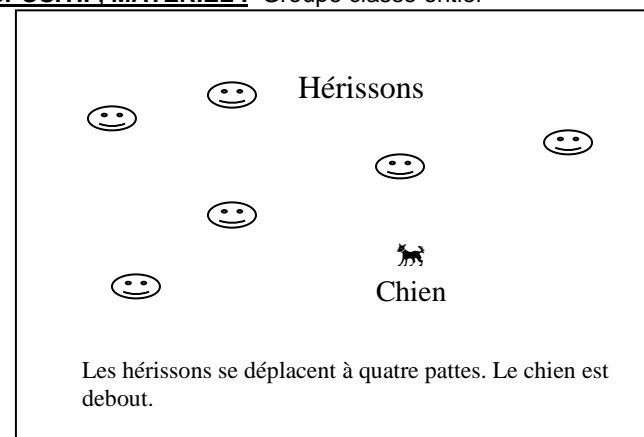 Groupe classe entier
Hérissons
Chien
Les hérissons se déplacent à quatre pattes. Le chien est
debout.